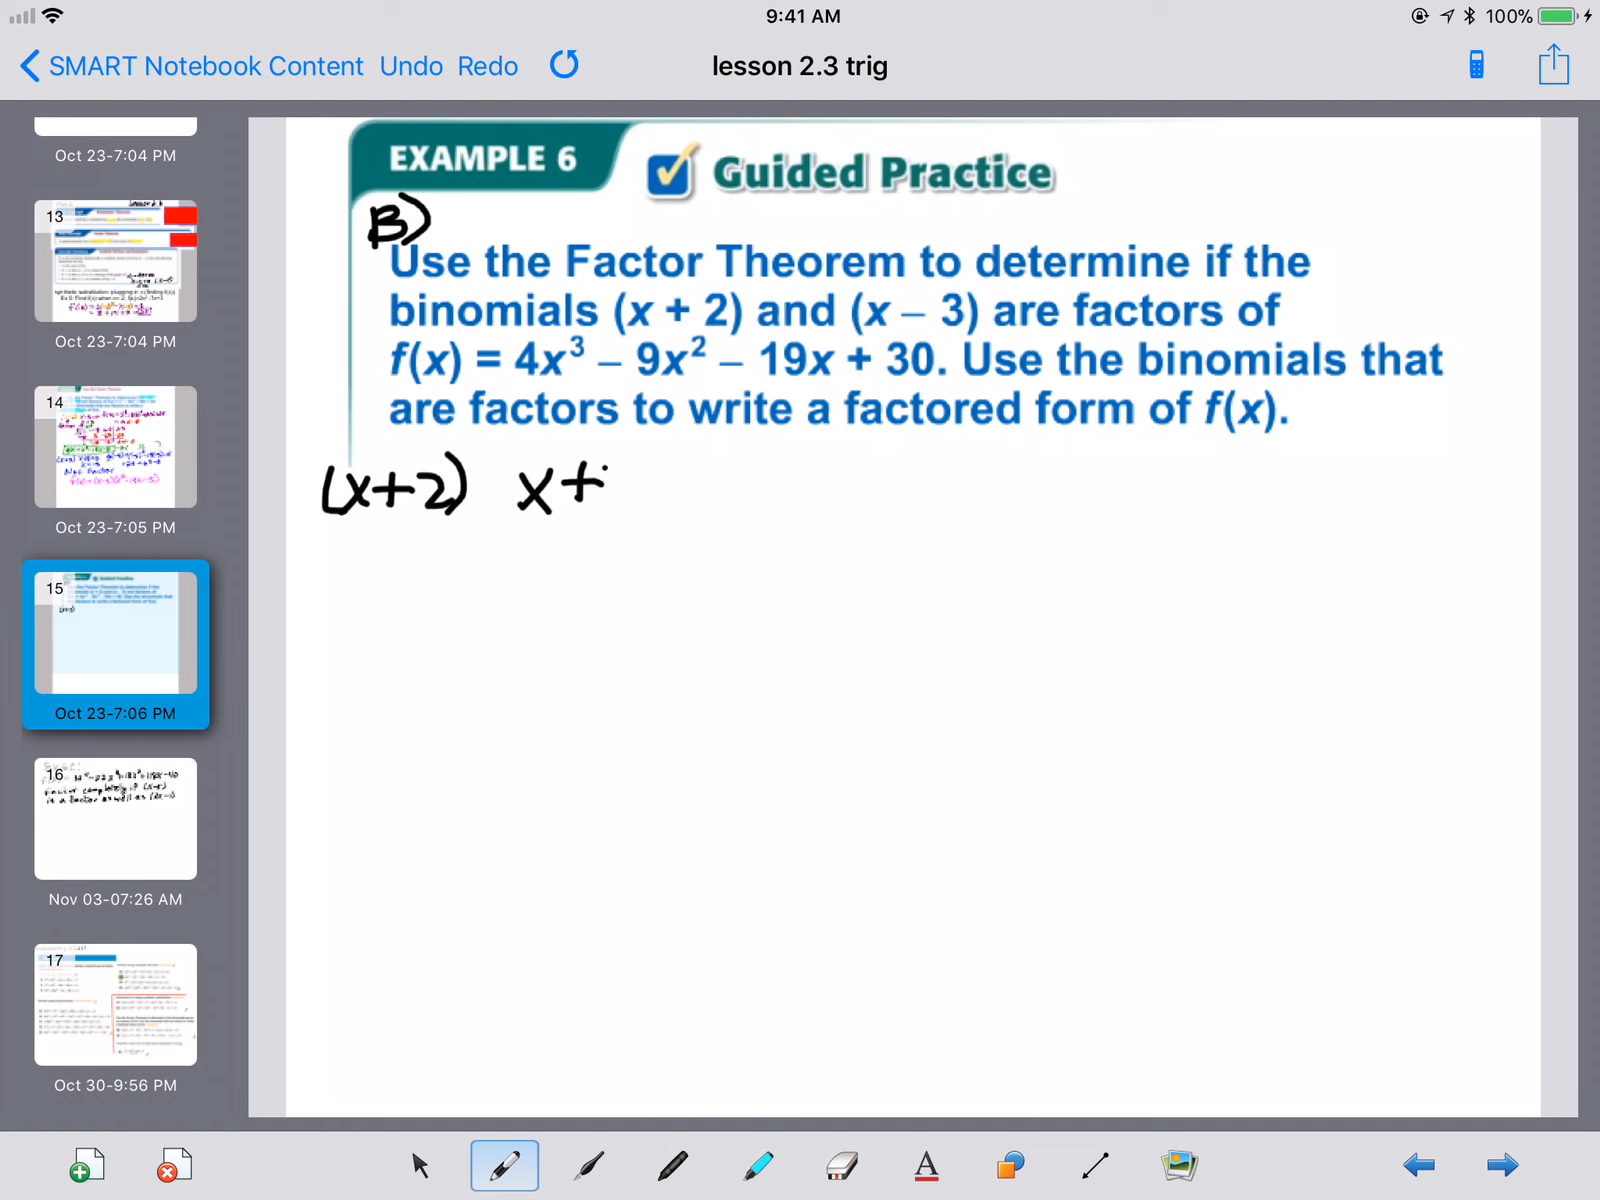 9:41 AM
100%
SMART Notebook Content Undo Redo
lesson 2.3 trig
Oct 23-7:04 PM
13
Oct 23-7:04 PM
14
Oct 23-7:05 PM
15
Oct 23-7:06 PM
16
Factor completely if
Nov 03-07:26 AM
17
Oct 30-9:56 PM
EXAMPLE 6
Guided Practice
B)
Use the Factor Theorem to determine if the
binomials (x + 2) and (x – 3) are factors of
f(x) = 4x³ – 9x² – 19x + 30. Use the binomials that
are factors to write a factored form of f(x).
(x+2) x+
A